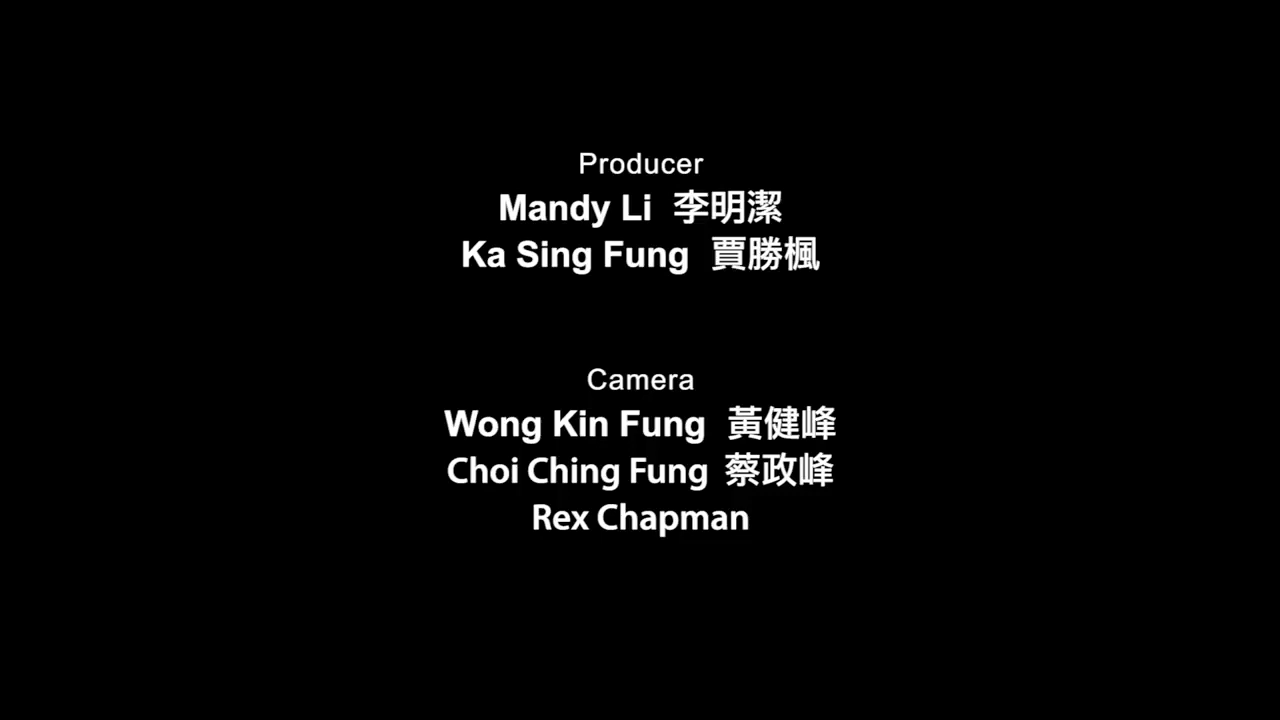 Producer
Mandy Li 李明潔
Ka Sing Fung 賈勝楓
Camera
Wong Kin Fung 黃健峰
Choi Ching Fung 蔡政峰
Rex Chapman